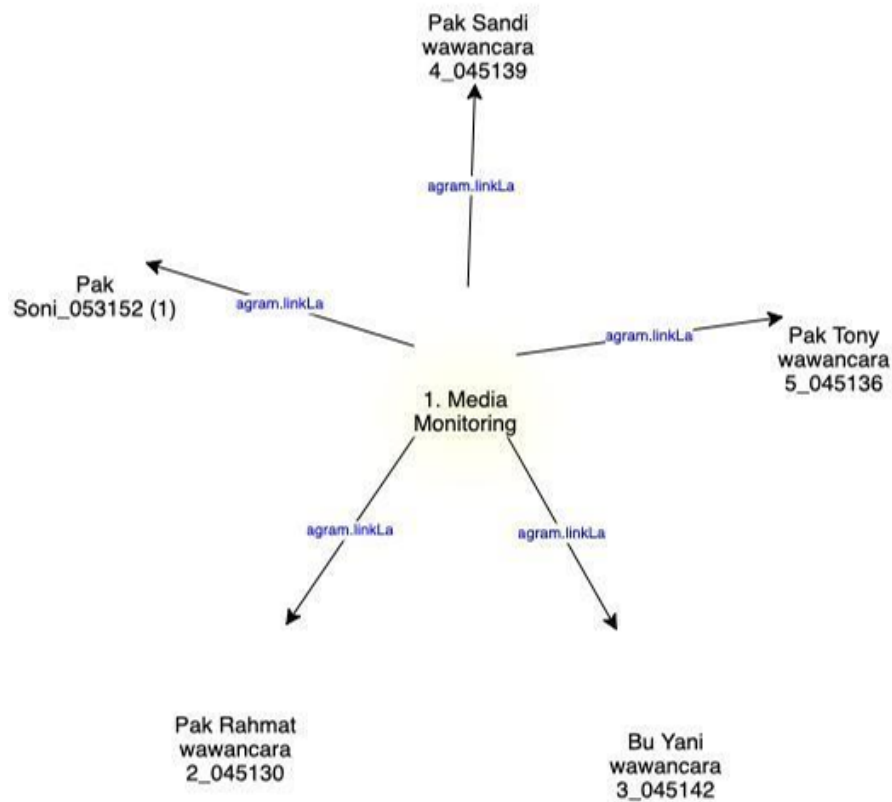 Pak Sandi
wawancara
4_045139
agram.linkLa
Pak
Soni_053152 (1)
agram.linkLa
agram.linkLa
Pak Tony
wawancara
5_045136
1. Media
Monitoring
agram.linkLa
agram.linkLa
Pak Rahmat
wawancara
2_045130
Bu Yani
wawancara
3_045142